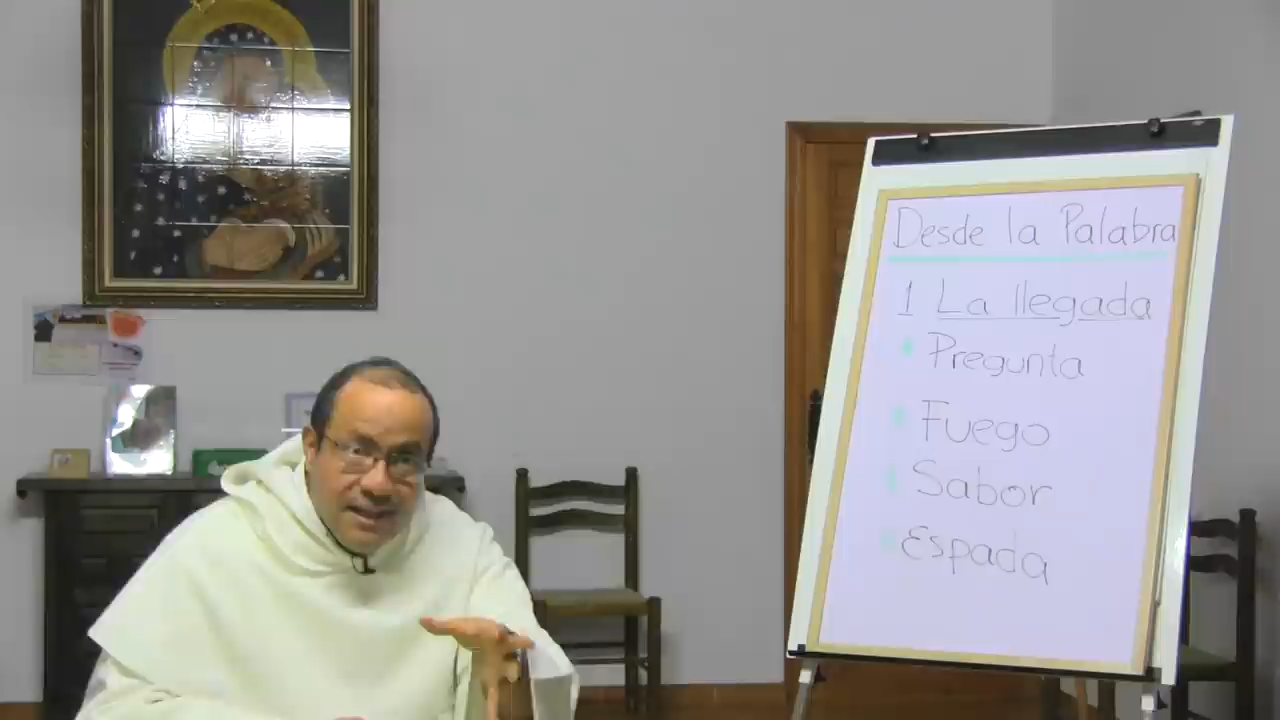 Desde la Palabra
1 La llegada
• Pregunta
• Fuego
• Sabor
• Espada